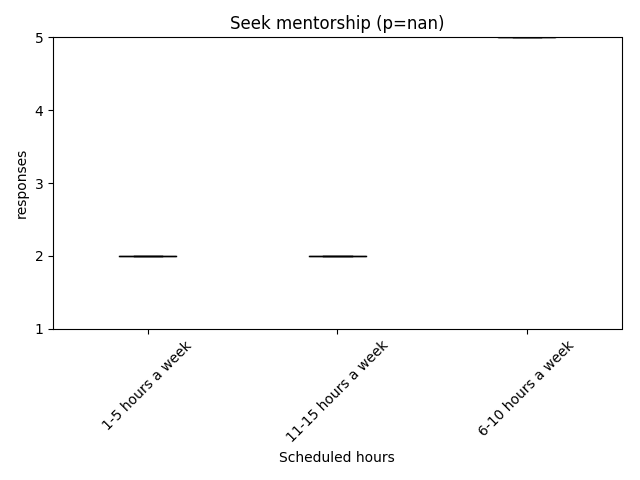 Seek mentorship (p=nan)
responses
5
4
3
2
1
1-5 hours a week
11-15 hours a week
6-10 hours a week
Scheduled hours